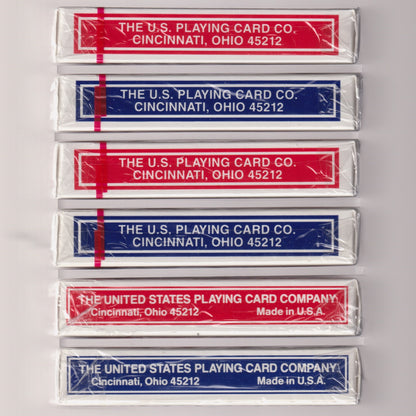 THE U.S. PLAYING CARD CO.
CINCINNATI, OHIO 45212
THE U.S. PLAYING CARD CO.
CINCINNATI, OHIO 45212
THE U.S. PLAYING CARD CO.
CINCINNATI, OHIO 45212
THE U.S. PLAYING CARD CO.
CINCINNATI, OHIO 45212
THE UNITED STATES PLAYING CARD COMPANY
Cincinnati, Ohio 45212 Made in U.S.A.
THE UNITED STATES PLAYING CARD COMPANY
Cincinnati, Ohio 45212 Made in U.S.A.